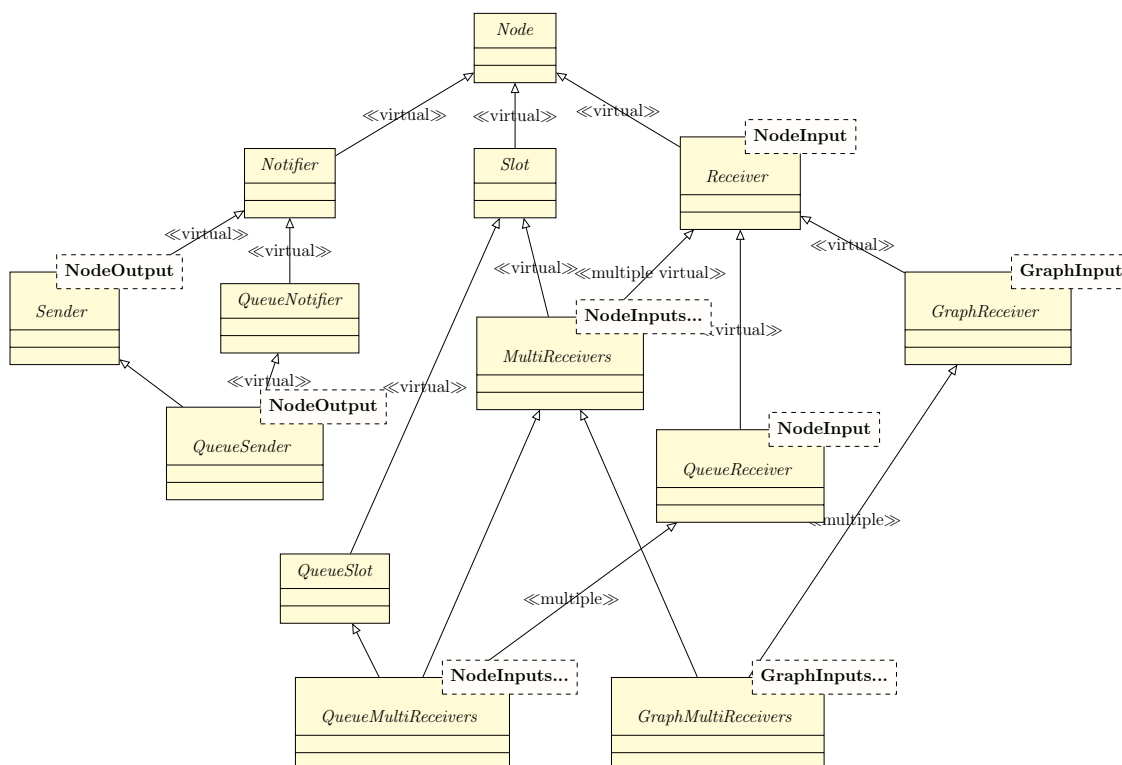 Node
≪virtual≫
≪virtual≫
≪virtual≫
NodeInput
Notifier
Slot
Receiver
≪virtual≫
≪virtual≫
≪virtual≫
≪multiple virtual≫
≪virtual≫
NodeOutput
GraphInput
Sender
QueueNotifier
GraphReceiver
NodeInputs...
≪virtual≫
MultiReceivers
≪virtual≫
≪virtual≫
NodeOutput
NodeInput
QueueSender
QueueReceiver
≪multiple≫
QueueSlot
≪multiple≫
NodeInputs...
GraphInputs...
QueueMultiReceivers
GraphMultiReceivers